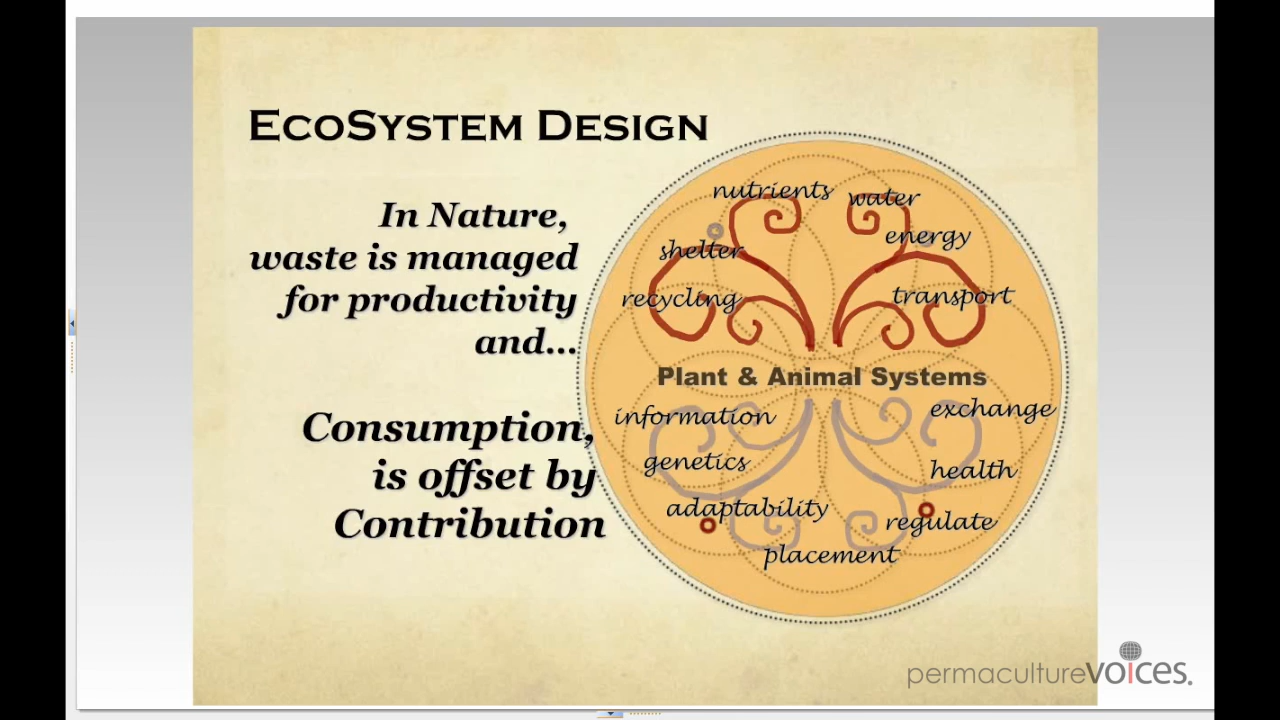 EcoSystem Design
In Nature,
waste is managed
for productivity
and...
Consumption,
is offset by
Contribution
nutrients
water
shelter
energy
recycling
transport
Plant & Animal Systems
information
exchange
genetics
health
adaptability
regulate
placement
permacultureVOICES.